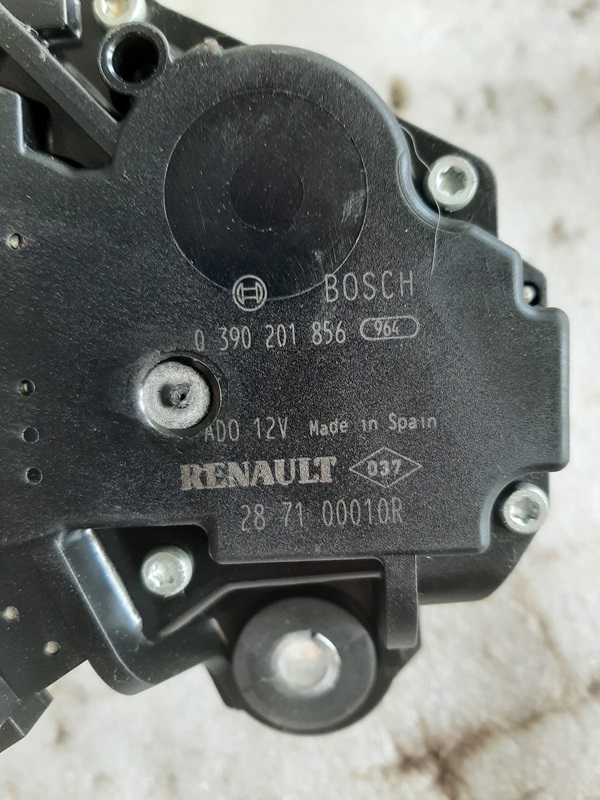 BOSCH
0 390 201 856 964
ADO 12V Made in Spain
RENAULT 037
28 71 00010R